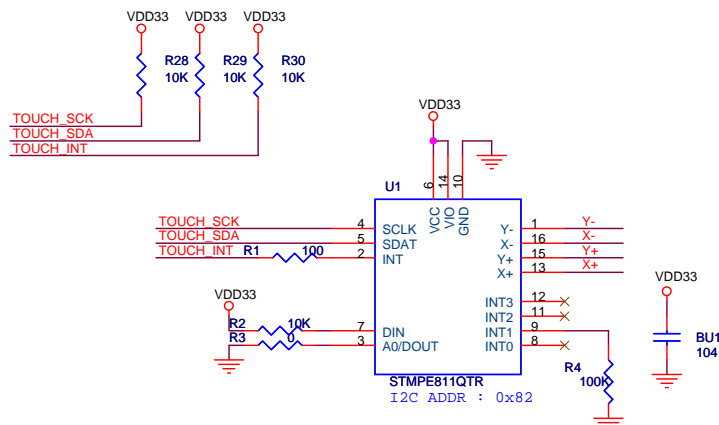 VDD33 VDD33 VDD33
R28 R29 R30
10K 10K 10K
TOUCH_SCK
TOUCH_SDA
TOUCH_INT
VDD33
U1
6 14 10
VCC VIO GND
TOUCH_SCK 4 SCLK
TOUCH_SDA 5 SDAT
TOUCH_INT R1 100 2 INT
Y- 1 Y-
X- 16 X-
Y+ 15 Y+
X+ 13 X+
INT3 12
INT2 11
INT1 9
INT0 8
VDD33
R2 10K 7 DIN
R3 0 3 A0/DOUT
R4
100K
STMPE811QTR
I2C ADDR : 0x82
VDD33
BU1
104